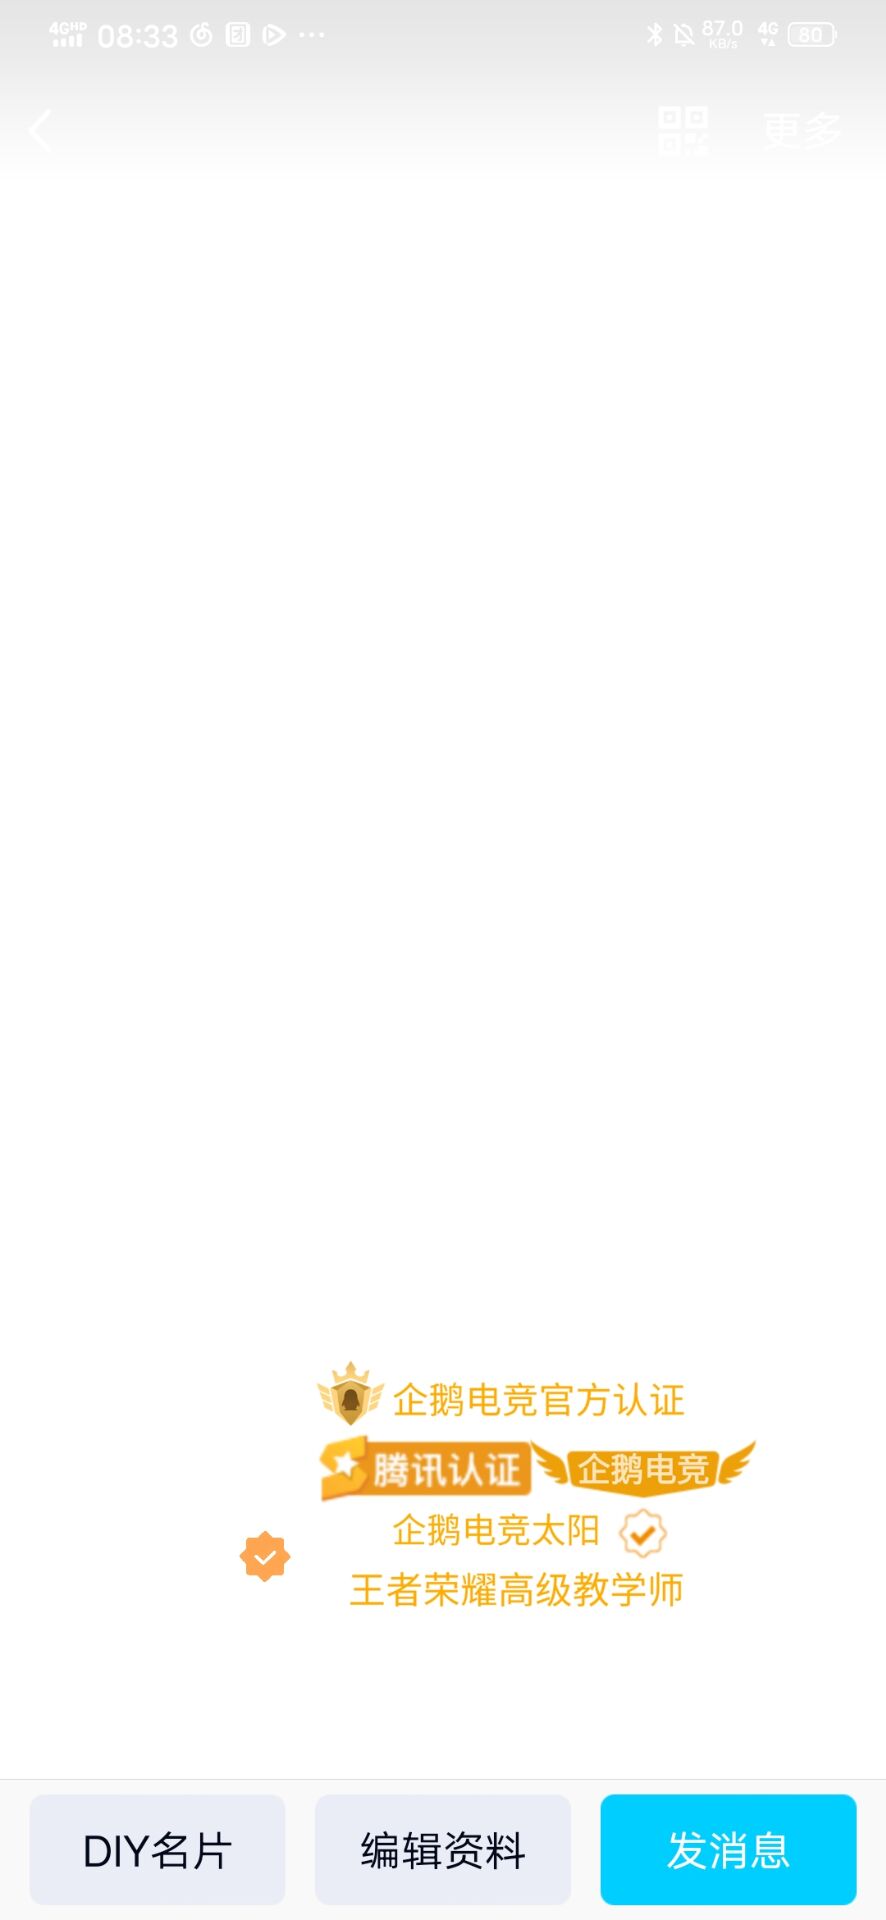 4GHD 08:33 87.0 KB/s 4G 80
更多
企鹅电竞官方认证
腾讯认证 企鹅电竞
企鹅电竞太阳
王者荣耀高级教学师
DIY名片 编辑资料 发消息